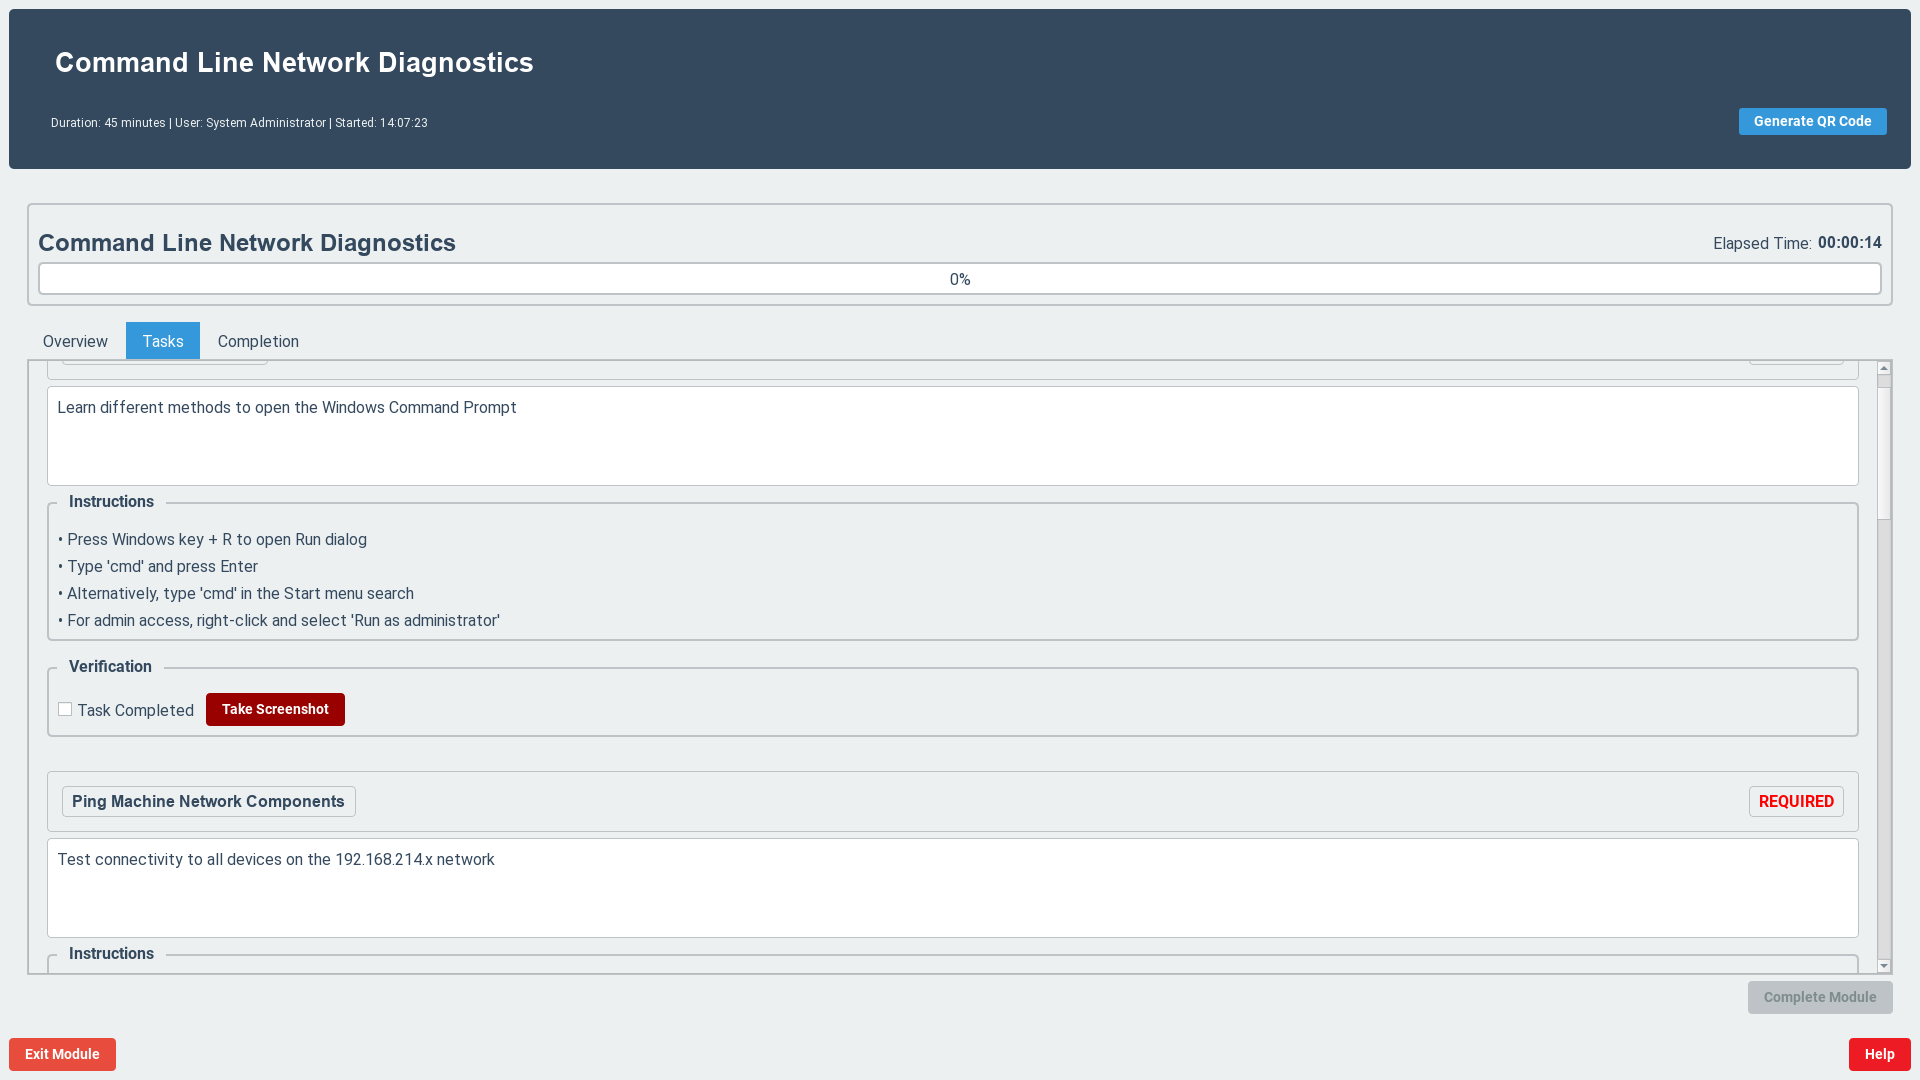 Command Line Network Diagnostics
Duration: 45 minutes | User: System Administrator | Started: 14:07:23
Generate QR Code
Command Line Network Diagnostics
Elapsed Time: 00:00:14
0%
Overview
Tasks
Completion
Learn different methods to open the Windows Command Prompt
Instructions
• Press Windows key + R to open Run dialog
• Type 'cmd' and press Enter
• Alternatively, type 'cmd' in the Start menu search
• For admin access, right-click and select 'Run as administrator'
Verification
Task Completed
Take Screenshot
Ping Machine Network Components
REQUIRED
Test connectivity to all devices on the 192.168.214.x network
Instructions
Complete Module
Exit Module
Help